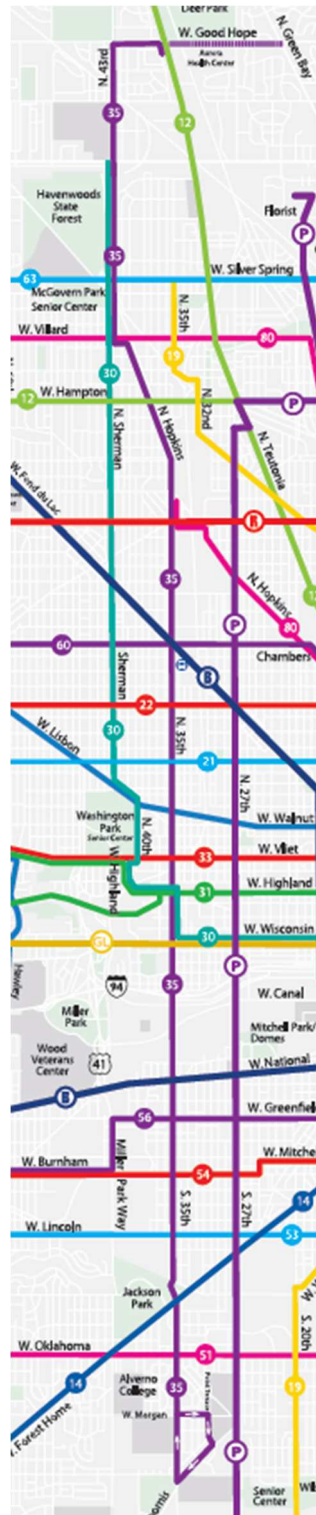 Deer Park
W. Good Hope
N. Green Bay
Aurora
Health Center
N. 43rd
35
12
Havenwoods
State
Forest
Florist
P
35
63
W. Silver Spring
McGovern Park
Senior Center
N. 35th
W. Villard
80
19
30
W. Hampton
12
P
N. Sherman
N. Hopkins
N. 32nd
N. Teutonia
W. Fond du Lac
R
35
N. Hopkins
12
P
80
60
Chambers
Sherman
B
22
N. 35th
30
W. Lisbon
21
N. 27th
Washington
Park
Senior Center
N. 40th
W. Walnut
W. Vliet
33
W. Highland
31
W. Highland
W. Wisconsin
30
GL
P
Hawley
94
35
W. Canal
Miller
Park
Mitchell Park/
Domes
Wood
Veterans
Center
41
W. National
B
56
W. Greenfiel
Miller Park Way
W. Burnham
W. Mitche
54
S. 35th
S. 27th
14
W. Lincoln
53
Jackson
Park
S. 20th
W. Oklahoma
51
Alverno
College
35
14
19
W. Morgan
W. Forest Home
P
Senior
Center
Wil